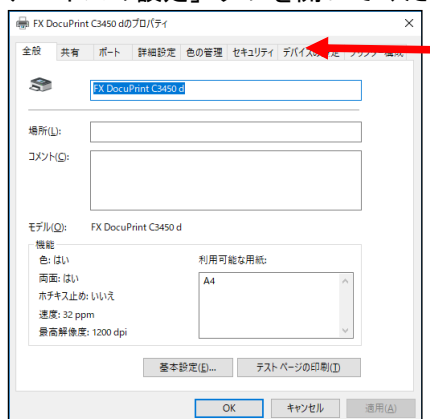 FX DocuPrint C3450 dのプロパティ
全般 共有 ポート 詳細設定 色の管理 セキュリティ
FX DocuPrint C3450 d
場所(L):
コメント(C):
モデル(O): FX DocuPrint C3450 d
機能
色: はい 利用可能な用紙:
両面: はい A4
ホチキス止め: いいえ
速度: 32 ppm
最高解像度: 1200 dpi
基本設定(E)... テスト ページの印刷(T)
OK キャンセル 適用(A)